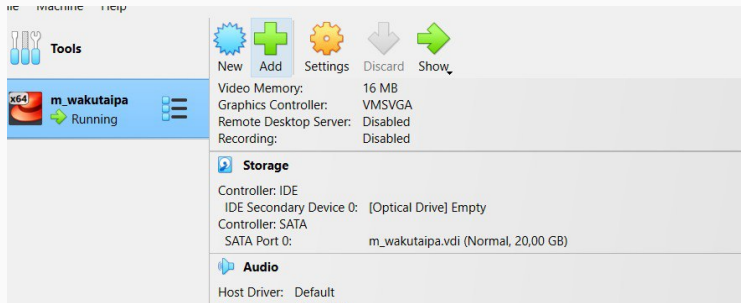 Machine Help
Tools
New Add Settings Discard Show
x64
m_wakutaipa
Running
Video Memory: 16 MB
Graphics Controller: VMSVGA
Remote Desktop Server: Disabled
Recording: Disabled
Storage
Controller: IDE
IDE Secondary Device 0: [Optical Drive] Empty
Controller: SATA
SATA Port 0: m_wakutaipa.vdi (Normal, 20,00 GB)
Audio
Host Driver: Default